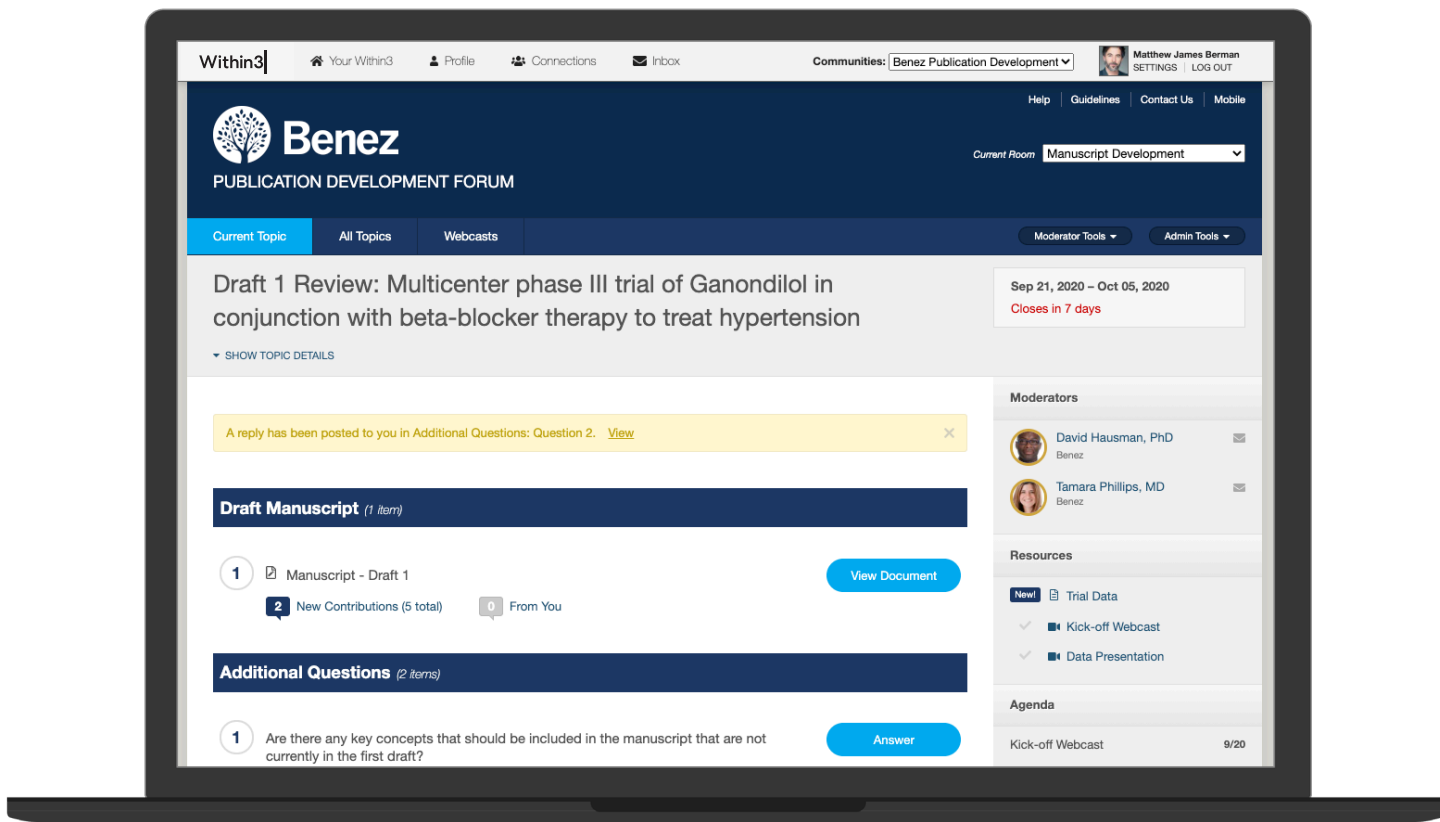 Within3
Your Within3
Profile
Connections
Inbox
Communities:
Benez Publication Development
Matthew James Berman
SETTINGS
LOG OUT
Help
Guidelines
Contact Us
Mobile
Benez
PUBLICATION DEVELOPMENT FORUM
Current Room
Manuscript Development
Current Topic
All Topics
Webcasts
Moderator Tools
Admin Tools
Draft 1 Review: Multicenter phase III trial of Ganondilol in
conjunction with beta-blocker therapy to treat hypertension
SHOW TOPIC DETAILS
Sep 21, 2020 – Oct 05, 2020
Closes in 7 days
A reply has been posted to you in Additional Questions: Question 2. View
Draft Manuscript (1 item)
1
Manuscript - Draft 1
2 New Contributions (5 total)
0 From You
View Document
Additional Questions (2 items)
1
Are there any key concepts that should be included in the manuscript that are not
currently in the first draft?
Answer
Moderators
David Hausman, PhD
Benez
Tamara Phillips, MD
Benez
Resources
New! Trial Data
Kick-off Webcast
Data Presentation
Agenda
Kick-off Webcast 9/20